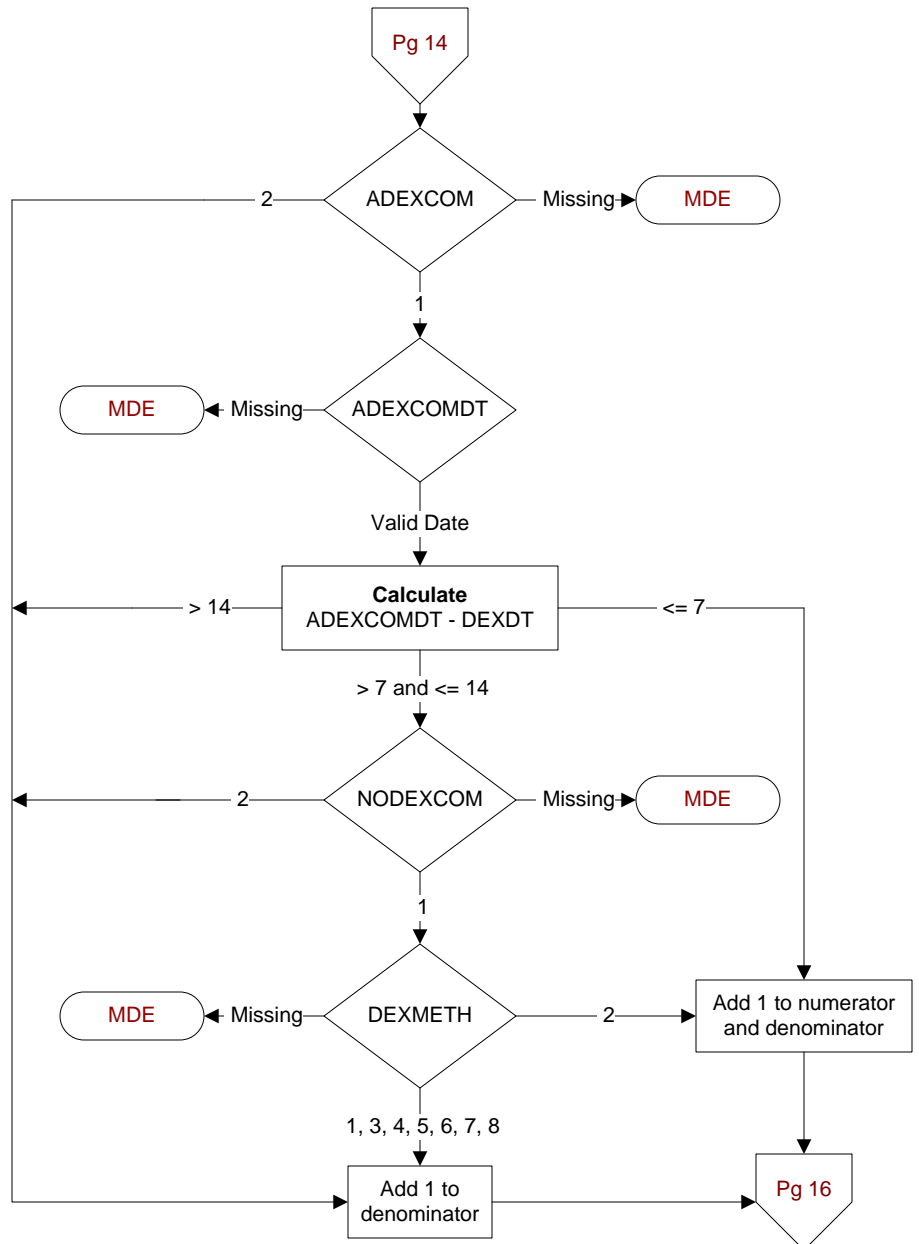 Pg 14
ADEXCOM
2
Missing
MDE
1
ADEXCOMDT
Missing
MDE
Valid Date
Calculate
ADEXCOMDT - DEXDT
> 14
<= 7
> 7 and <= 14
NODEXCOM
2
Missing
MDE
1
DEXMETH
Missing
MDE
2
Add 1 to numerator
and denominator
1, 3, 4, 5, 6, 7, 8
Add 1 to
denominator
Pg 16